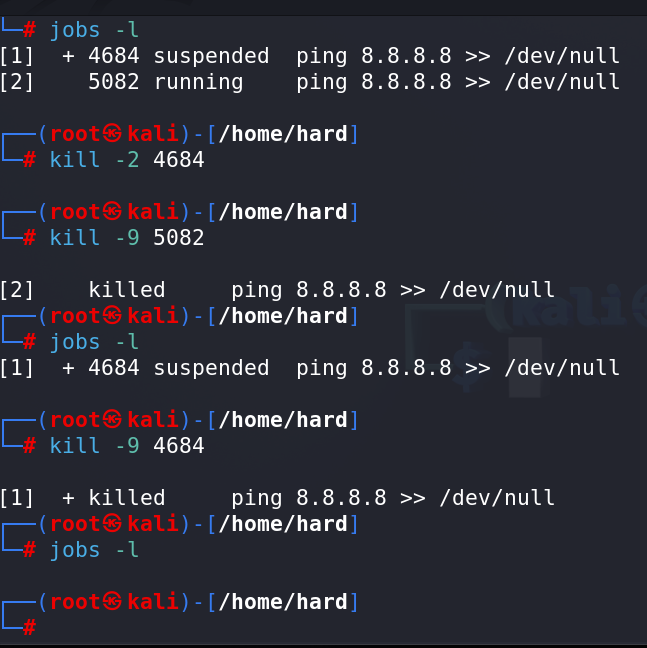 └─# jobs -l
[1]  + 4684 suspended  ping 8.8.8.8 >> /dev/null
[2]    5082 running    ping 8.8.8.8 >> /dev/null
┌──(root㉿kali)-[/home/hard]
└─# kill -2 4684
┌──(root㉿kali)-[/home/hard]
└─# kill -9 5082
[2]    killed     ping 8.8.8.8 >> /dev/null
┌──(root㉿kali)-[/home/hard]
└─# jobs -l
[1]  + 4684 suspended  ping 8.8.8.8 >> /dev/null
┌──(root㉿kali)-[/home/hard]
└─# kill -9 4684
[1]  + killed     ping 8.8.8.8 >> /dev/null
┌──(root㉿kali)-[/home/hard]
└─# jobs -l
┌──(root㉿kali)-[/home/hard]
└─#
(kali㉿
$